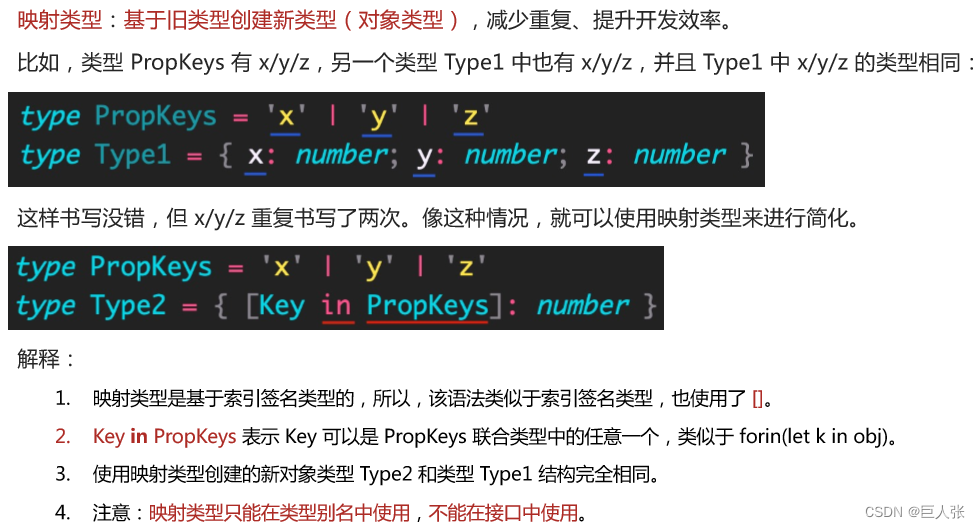 映射类型：基于旧类型创建新类型（对象类型），减少重复、提升开发效率。
比如，类型 PropKeys 有 x/y/z，另一个类型 Type1 中也有 x/y/z，并且 Type1 中 x/y/z 的类型相同：
type PropKeys = 'x' | 'y' | 'z'
type Type1 = { x: number; y: number; z: number }
这样书写没错，但 x/y/z 重复书写了两次。像这种情况，就可以使用映射类型来进行简化。
type PropKeys = 'x' | 'y' | 'z'
type Type2 = { [Key in PropKeys]: number }
解释：
1. 映射类型是基于索引签名类型的，所以，该语法类似于索引签名类型，也使用了 []。
2. Key in PropKeys 表示 Key 可以是 PropKeys 联合类型中的任意一个，类似于 forin(let k in obj)。
3. 使用映射类型创建的新对象类型 Type2 和类型 Type1 结构完全相同。
4. 注意：映射类型只能在类型别名中使用，不能在接口中使用。
CSDN @巨人张